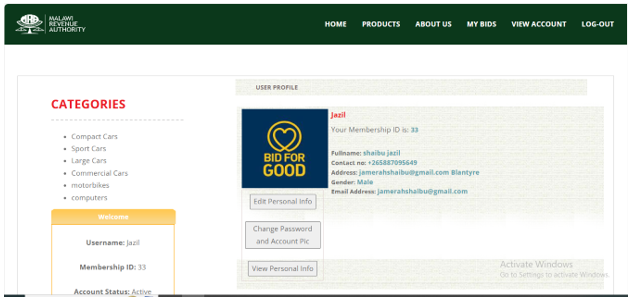 MALAWI
REVENUE
AUTHORITY
HOME PRODUCTS ABOUT US MY BIDS VIEW ACCOUNT LOG-OUT
CATEGORIES
Compact Cars
Sport Cars
Large Cars
Commercial Cars
motorbikes
computers
Welcome
Username: Jazil
Membership ID: 33
Account Status: Active
USER PROFILE
BID FOR
GOOD
Edit Personal Info
Change Password
and Account Pic
View Personal Info
Jazil
Your Membership ID is: 33
Fullname: shaibu jazil
Contact no: +265887095649
Address: jamerahshaibu@gmail.com Blantyre
Gender: Male
Email Address: jamerahshaibu@gmail.com
Activate Windows
Go to Settings to activate Windows.